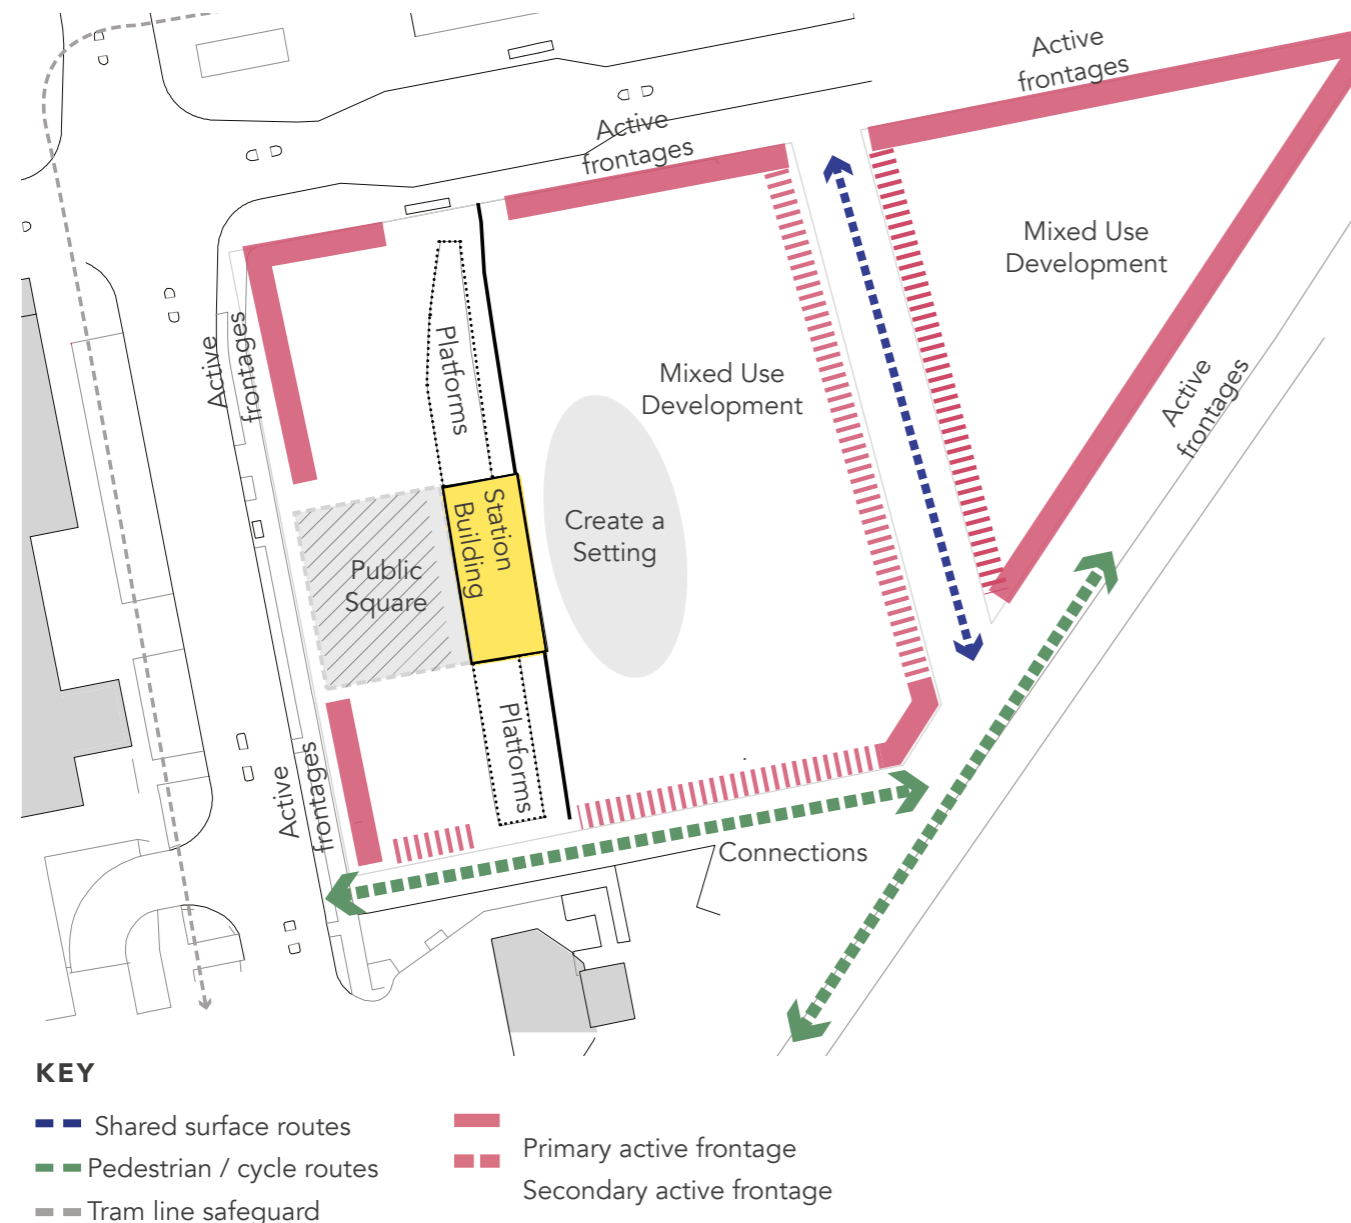 Active
frontages
Active
frontages
Mixed Use
Development
Active
frontages
Platforms
Mixed Use
Development
Active
frontages
Station
Building
Create a
Setting
Public
Square
Platforms
Active
frontages
Connections
KEY
Shared surface routes
Pedestrian / cycle routes
Tram line safeguard
Primary active frontage
Secondary active frontage